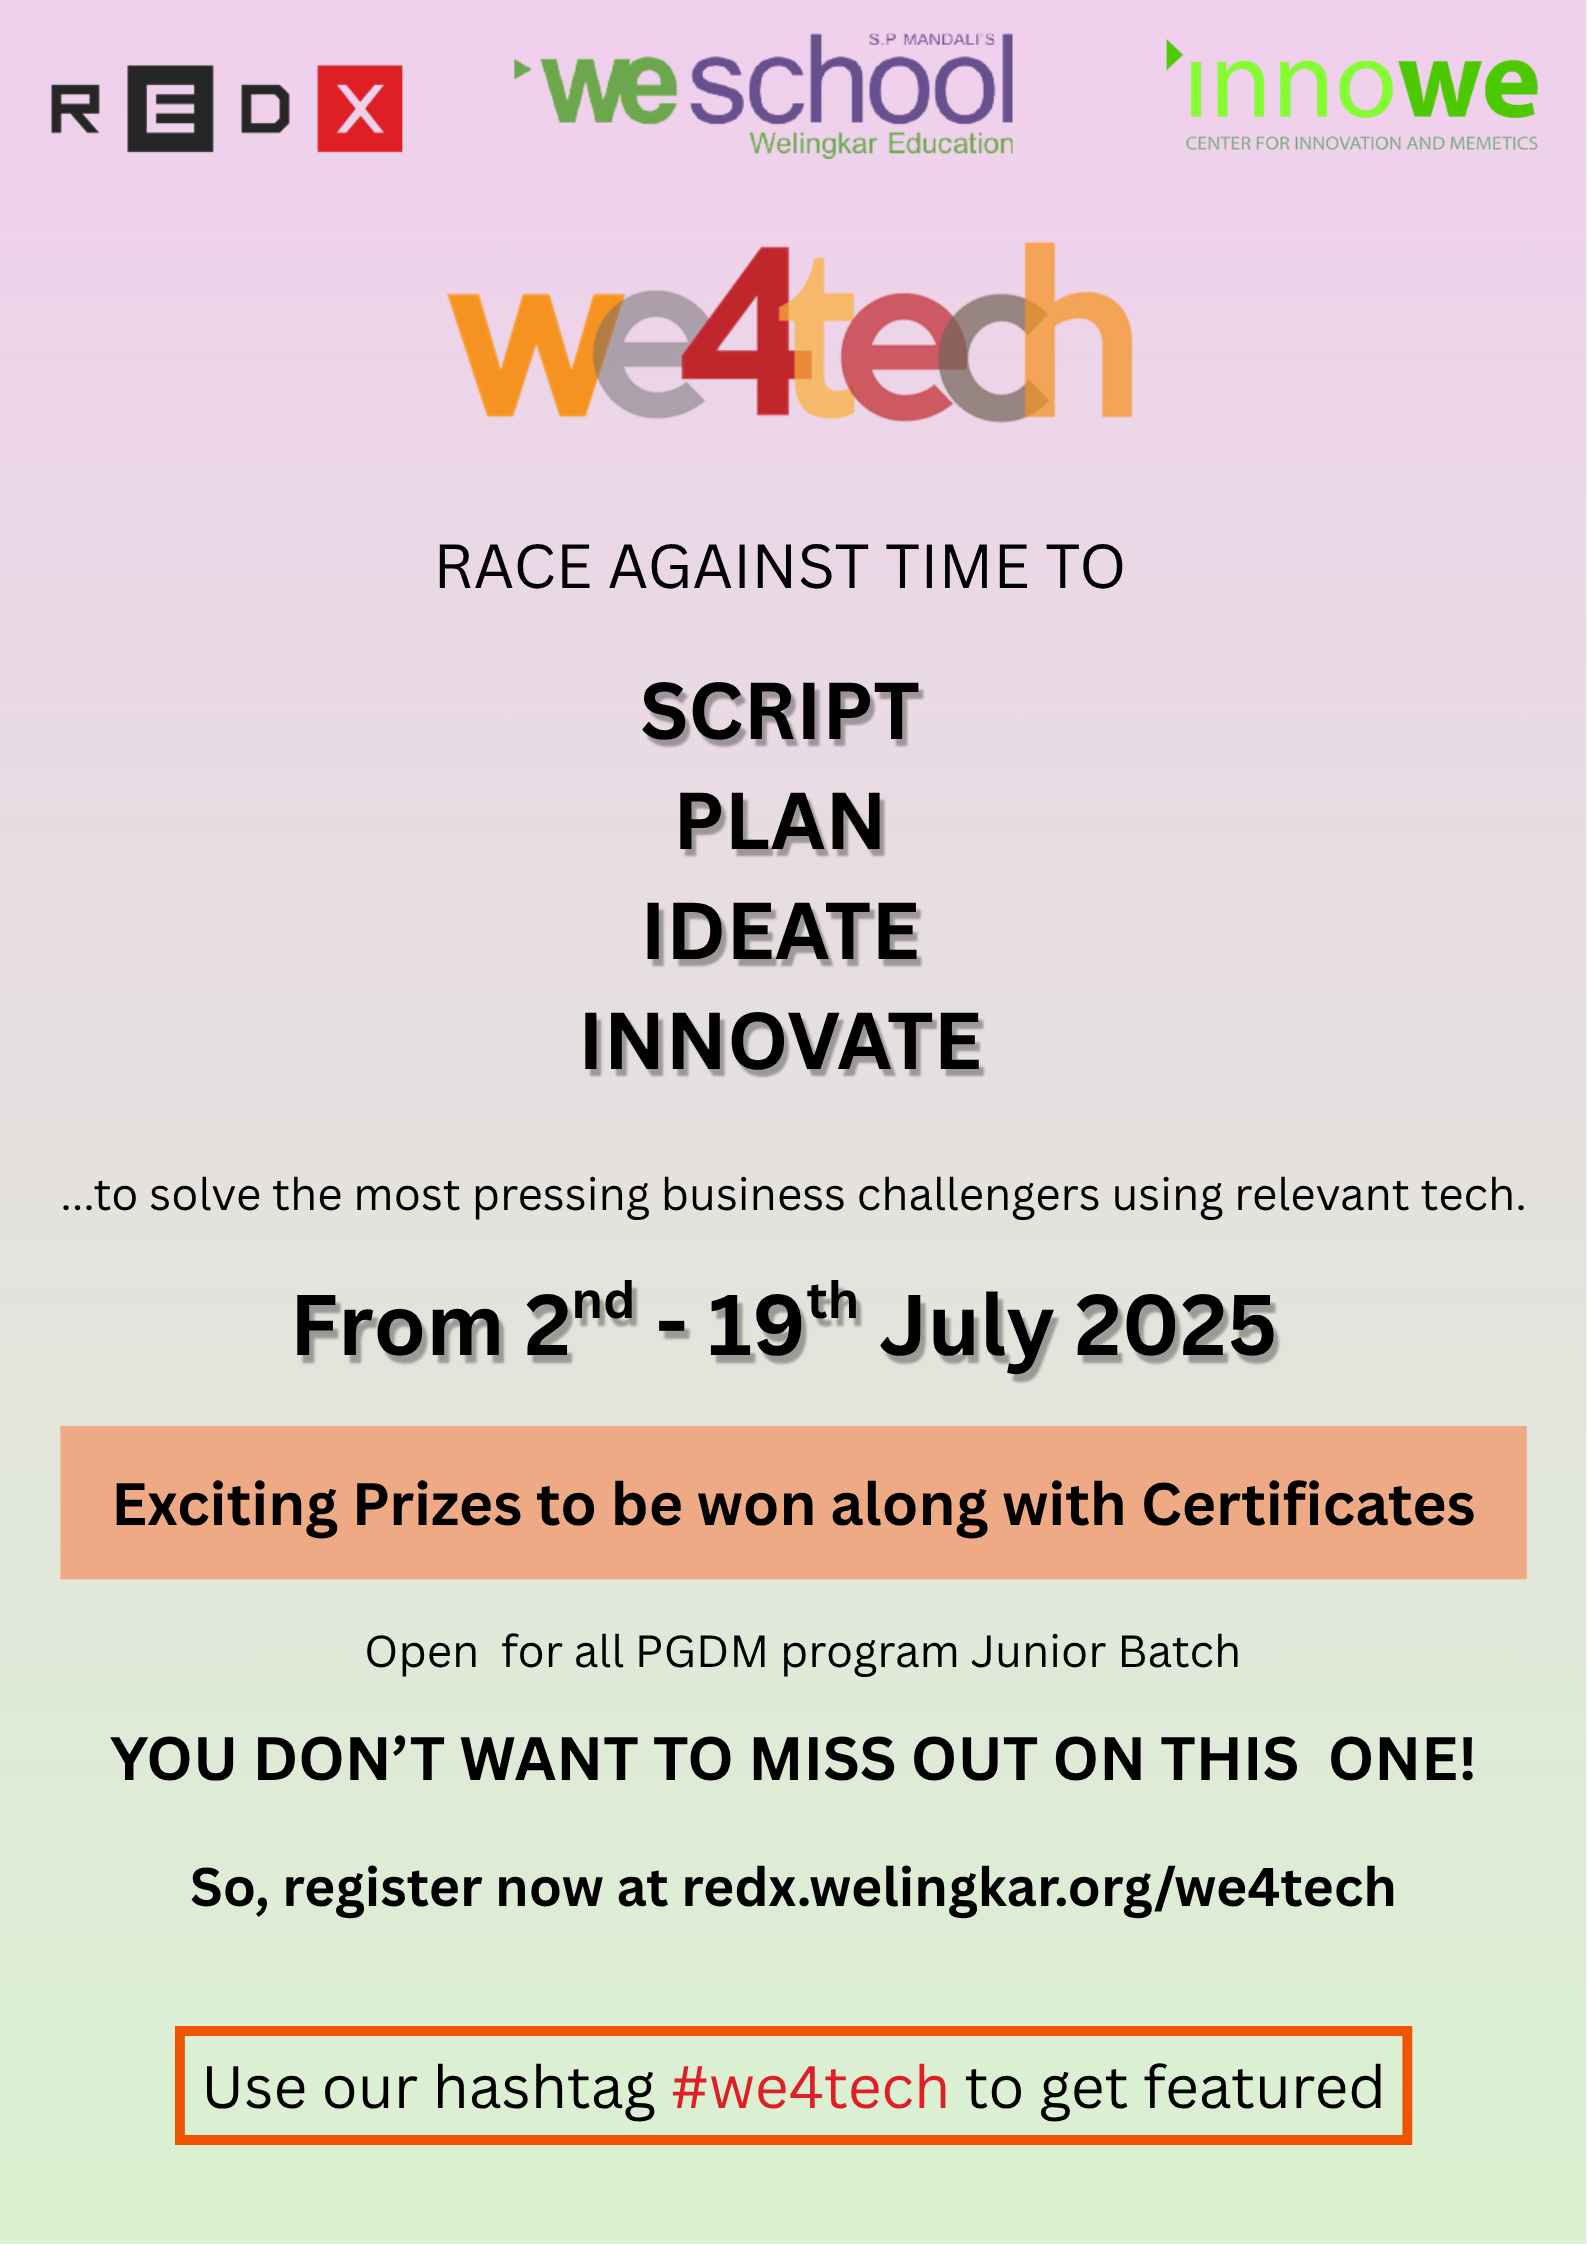 REDX
S.P MANDALI'S
we school
Welingkar Education
innowe
CENTER FOR INNOVATION AND MEMETICS
we4tech
RACE AGAINST TIME TO
SCRIPT
PLAN
IDEATE
INNOVATE
...to solve the most pressing business challengers using relevant tech.
From 2nd - 19th July 2025
Exciting Prizes to be won along with Certificates
Open for all PGDM program Junior Batch
YOU DON’T WANT TO MISS OUT ON THIS ONE!
So, register now at redx.welingkar.org/we4tech
Use our hashtag #we4tech to get featured